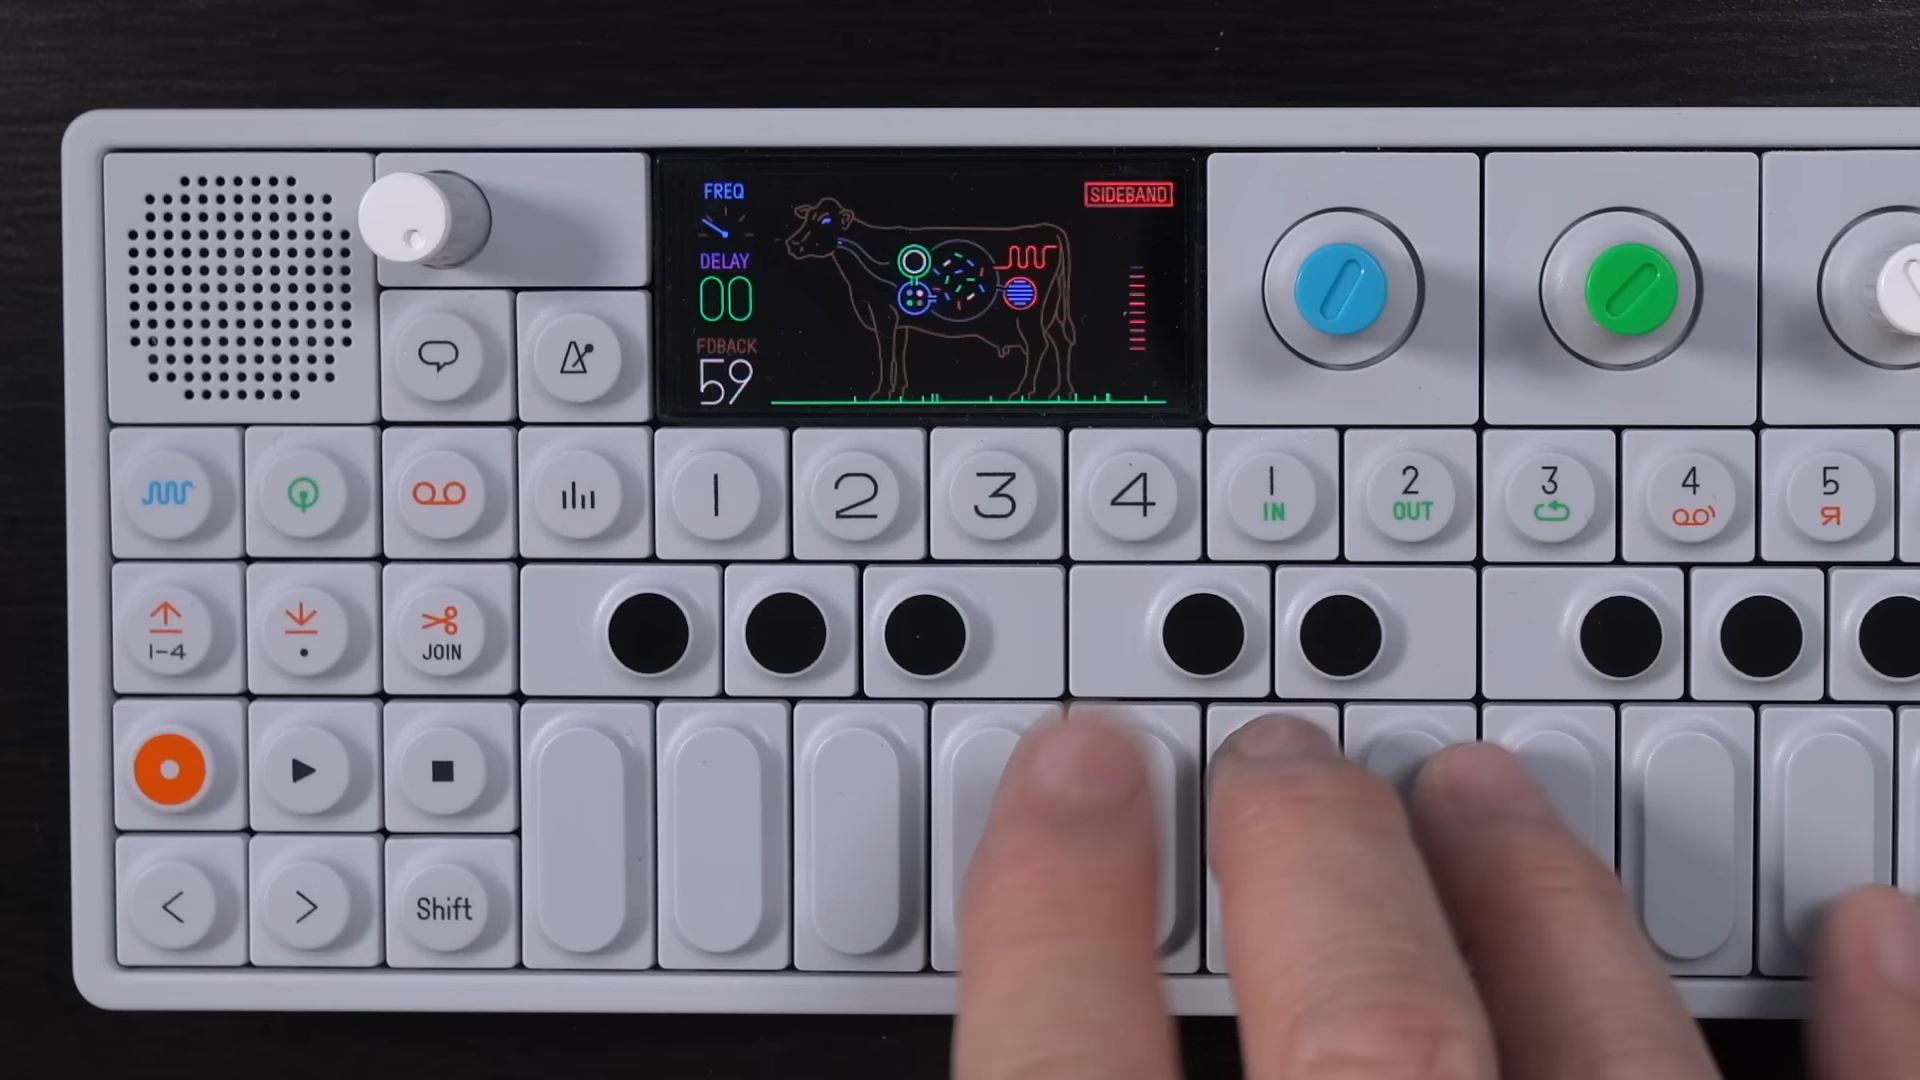 FREQ
SIDEBAND
DELAY
00
FDBACK
59
1
2
3
4
1
IN
2
OUT
3
4
5
R
1-4
JOIN
Shift